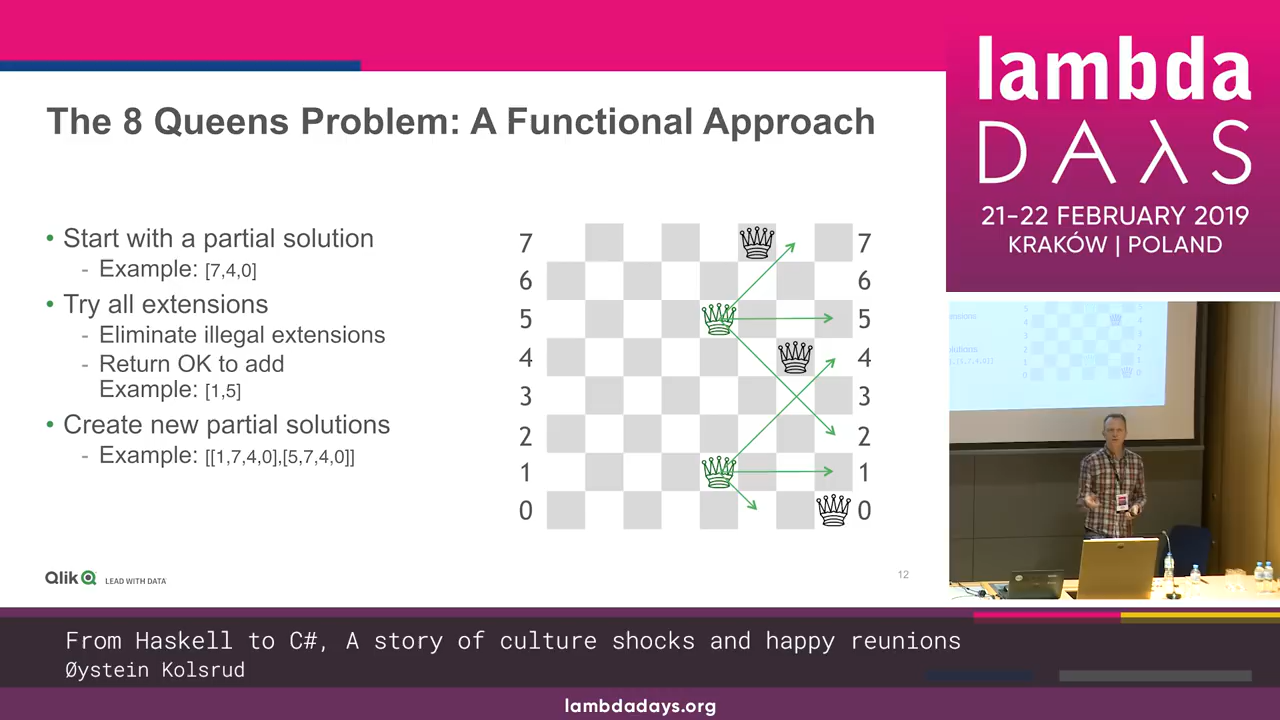 The 8 Queens Problem: A Functional Approach
• Start with a partial solution
- Example: [7,4,0]
• Try all extensions
- Eliminate illegal extensions
- Return OK to add
Example: [1,5]
• Create new partial solutions
- Example: [[1,7,4,0],[5,7,4,0]]
7 7
6 6
5 5
4 4
3 3
2 2
1 1
0 0
Qlik LEAD WITH DATA
12
lambda
DAλS
21–22 FEBRUARY 2019
KRAKÓW | POLAND
From Haskell to C#, A story of culture shocks and happy reunions
Øystein Kolsrud
lambdadays.org